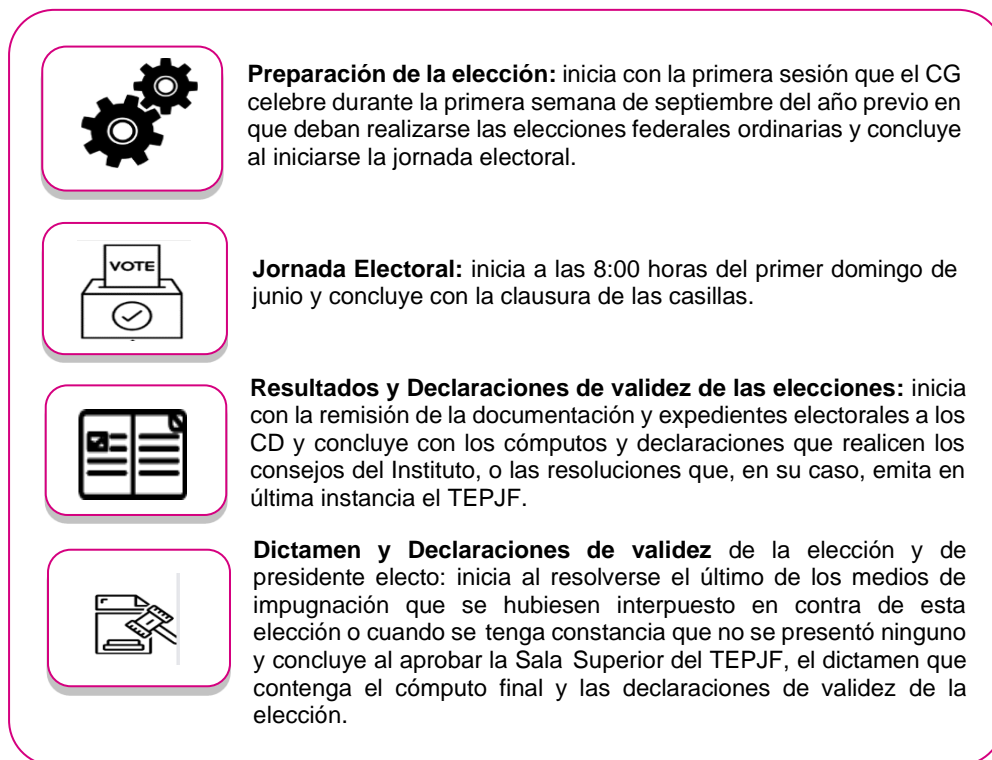 Preparación de la elección: inicia con la primera sesión que el CG
celebre durante la primera semana de septiembre del año previo en
que deban realizarse las elecciones federales ordinarias y concluye
al iniciarse la jornada electoral.
VOTE
Jornada Electoral: inicia a las 8:00 horas del primer domingo de
junio y concluye con la clausura de las casillas.
Resultados y Declaraciones de validez de las elecciones: inicia
con la remisión de la documentación y expedientes electorales a los
CD y concluye con los cómputos y declaraciones que realicen los
consejos del Instituto, o las resoluciones que, en su caso, emita en
última instancia el TEPJF.
Dictamen y Declaraciones de validez de la elección y de
presidente electo: inicia al resolverse el último de los medios de
impugnación que se hubiesen interpuesto en contra de esta
elección o cuando se tenga constancia que no se presentó ninguno
y concluye al aprobar la Sala Superior del TEPJF, el dictamen que
contenga el cómputo final y las declaraciones de validez de la
elección.